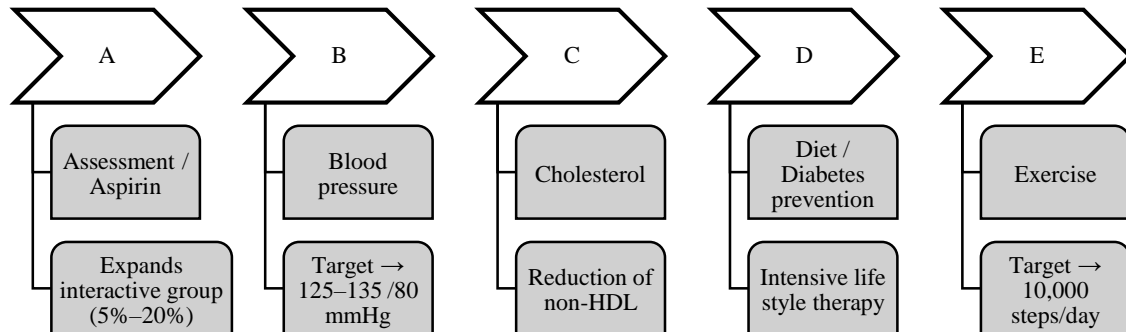 A
B
C
D
E
Assessment /
Aspirin
Blood
pressure
Cholesterol
Diet /
Diabetes
prevention
Exercise
Expands
interactive group
(5%–20%)
Target →
125–135 /80
mmHg
Reduction of
non-HDL
Intensive life
style therapy
Target →
10,000
steps/day